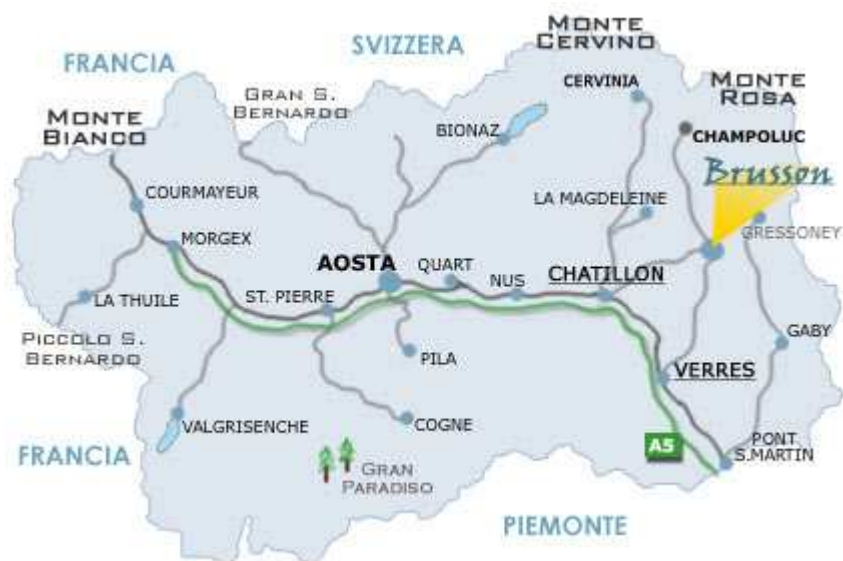 MONTE
CERVINO
SVIZZERA
FRANCIA
GRAN S.
BERNARDO
CERVINIA
MONTE
ROSA
MONTE
BIANCO
BIONAZ
CHAMPOLUC
Brusson
COURMAYEUR
LA MAGDELEINE
GRESSONEY
MORGEX
AOSTA
QUART
CHATILLON
NUS
LA THUILE
ST. PIERRE
PICCOLO S.
BERNARDO
PILA
GABY
VERRES
VALGRISENCHE
COGNE
FRANCIA
A5
PONT
S.MARTIN
GRAN
PARADISO
PIEMONTE